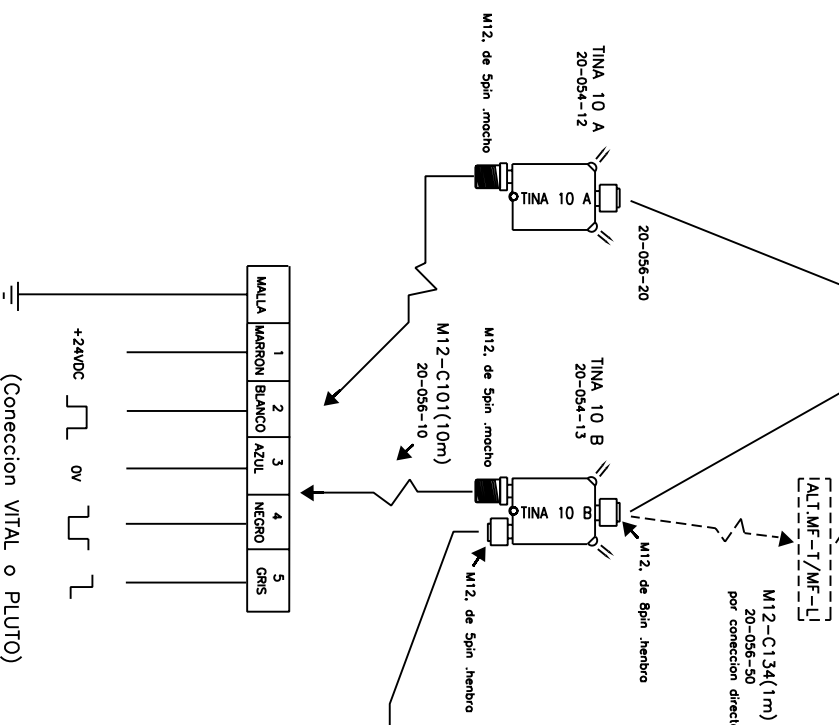 M12, de 5pin .macho
TINA 10 A
20-054-12
TINA 10 A
20-056-20
MALLA
1
MARRON
2
BLANCO
3
AZUL
4
NEGRO
5
GRIS
+24VDC
0V
(Coneccion VITAL o PLUTO)
M12-C101(10m)
20-056-10
M12, de 5pin .macho
TINA 10 B
20-054-13
TINA 10 B
M12, de 5pin .henbra
M12, de 8pin .henbra
ALT.MF-T/MF-L
M12-C134(1m)
20-056-50
por coneccion direct